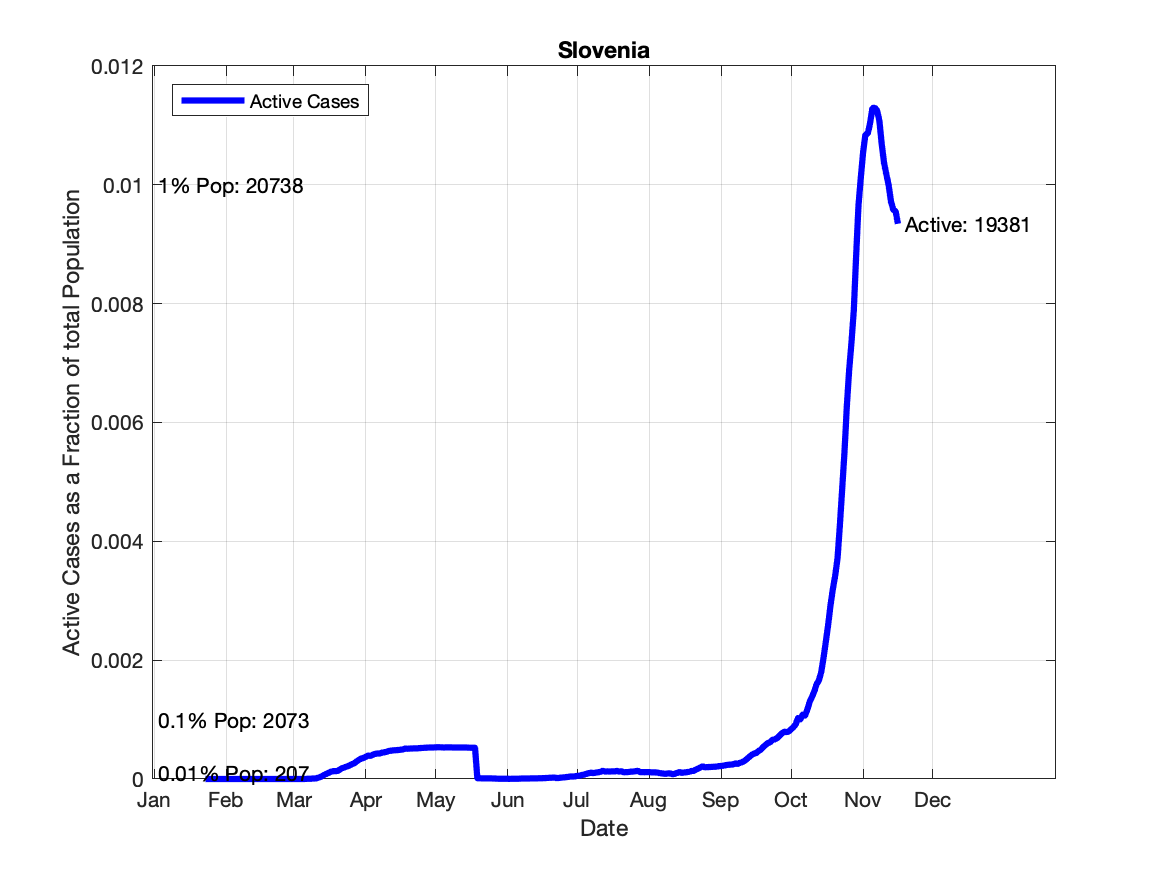 Slovenia
Active Cases
0.012
0.01
0.008
0.006
0.004
0.002
0
Active Cases as a Fraction of total Population
1% Pop: 20738
Active: 19381
0.1% Pop: 2073
0.01% Pop: 207
Jan Feb Mar Apr May Jun Jul Aug Sep Oct Nov Dec
Date